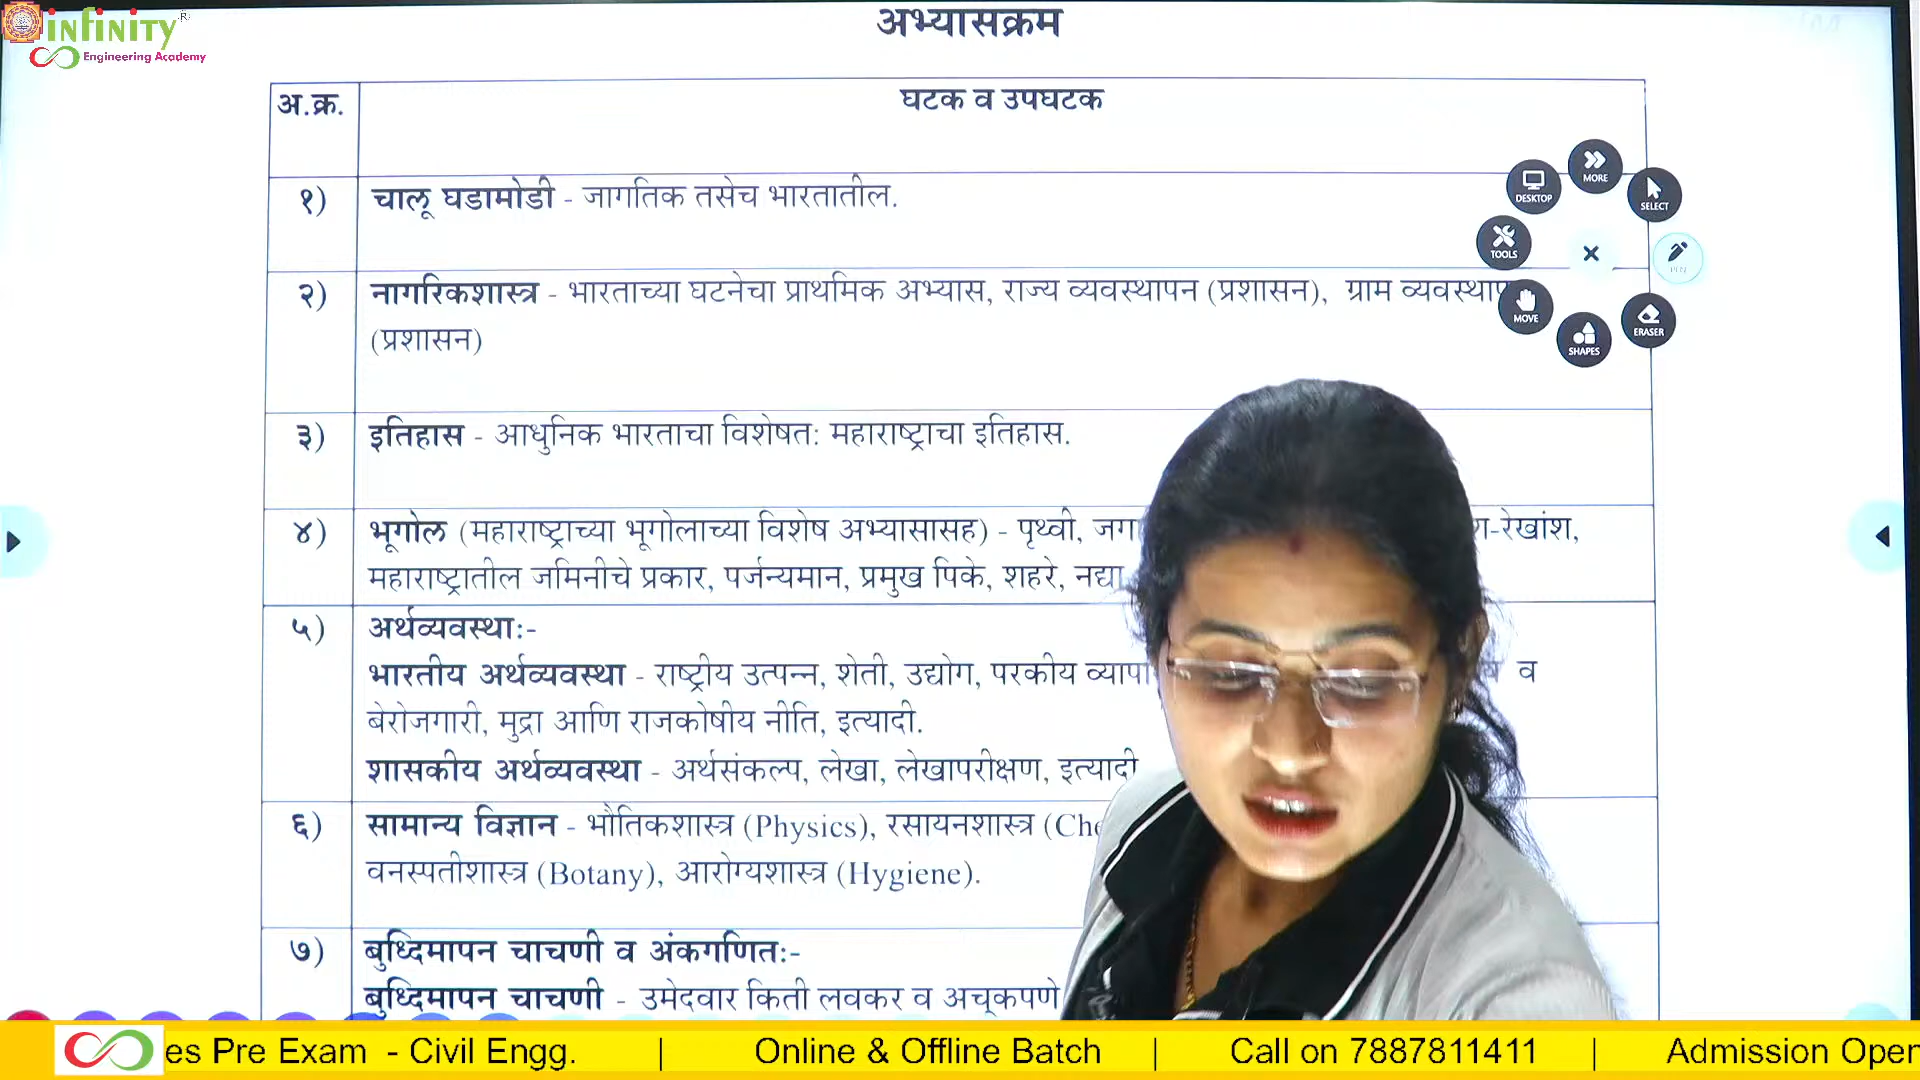 infinity
Engineering Academy
अभ्यासक्रम
अ.क्र. घटक व उपघटक
१) चालू घडामोडी - जागतिक तसेच भारतातील.
२) नागरिकशास्त्र - भारताच्या घटनेचा प्राथमिक अभ्यास, राज्य व्यवस्थापन (प्रशासन), ग्राम
(प्रशासन)
३) इतिहास - आधुनिक भारताचा विशेषत: महाराष्ट्राचा इतिहास.
४) भूगोल (महाराष्ट्राच्या भूगोलाच्या विशेष अभ्यासासह) - पृथ्वी, -रेखांश,
महाराष्ट्रातील जमिनीचे प्रकार, पर्जन्यमान, प्रमुख पिके, शहरे, नद्या
५) अर्थव्यवस्था:-
भारतीय अर्थव्यवस्था - राष्ट्रीय उत्पन्न, शेती, उद्योग, परकीय व
बेरोजगारी, मुद्रा आणि राजकोषीय नीति, इत्यादी.
शासकीय अर्थव्यवस्था - अर्थसंकल्प, लेखा, लेखापरीक्षण, इत्यादी
६) सामान्य विज्ञान - भौतिकशास्त्र (Physics), रसायनशास्त्र
वनस्पतीशास्त्र (Botany), आरोग्यशास्त्र (Hygiene).
७) बुध्दिमापन चाचणी व अंकगणित:-
बुध्दिमापन चाचणी - उमेदवार किती लवकर व अचूकपणे
MORE
DESKTOP
SELECT
TOOLS
PEN
MOVE
ERASER
SHAPES
es Pre Exam - Civil Engg. | Online & Offline Batch | Call on 7887811411 | Admission Open